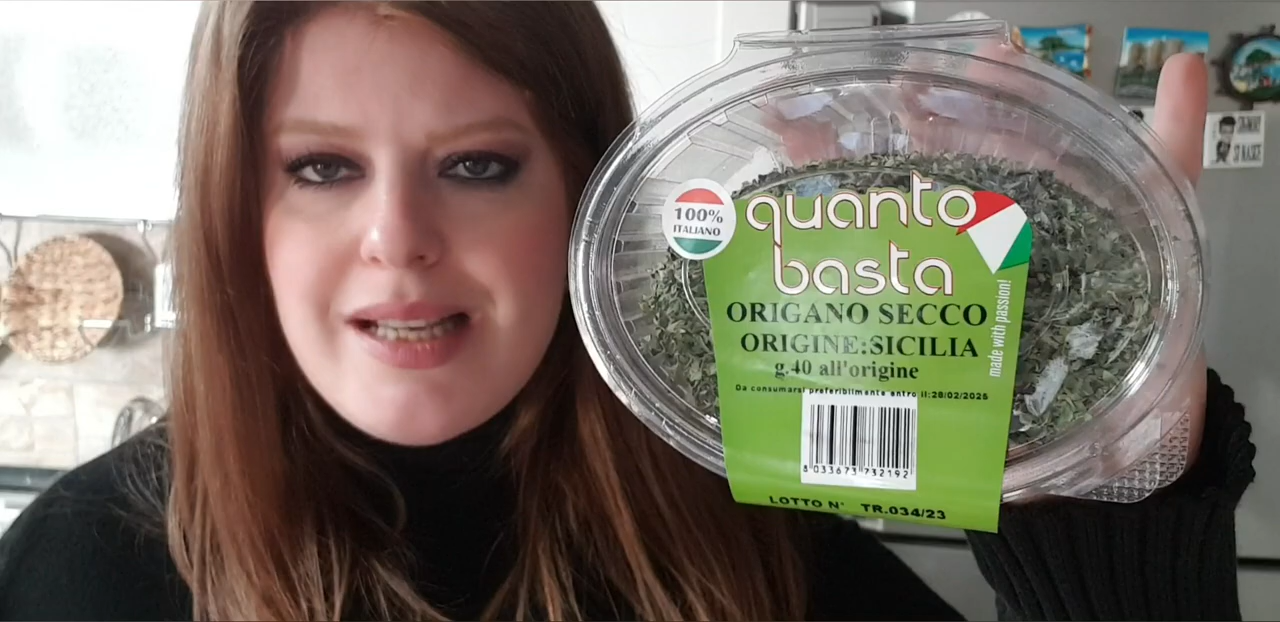 100%
ITALIANO
quanto
basta
ORIGANO SECCO
ORIGINE:SICILIA
g.40 all'origine
made with passion!
Da consumarsi preferibilmente entro il:28/02/2025
8 033673 732192
LOTTO N° TR.034/23